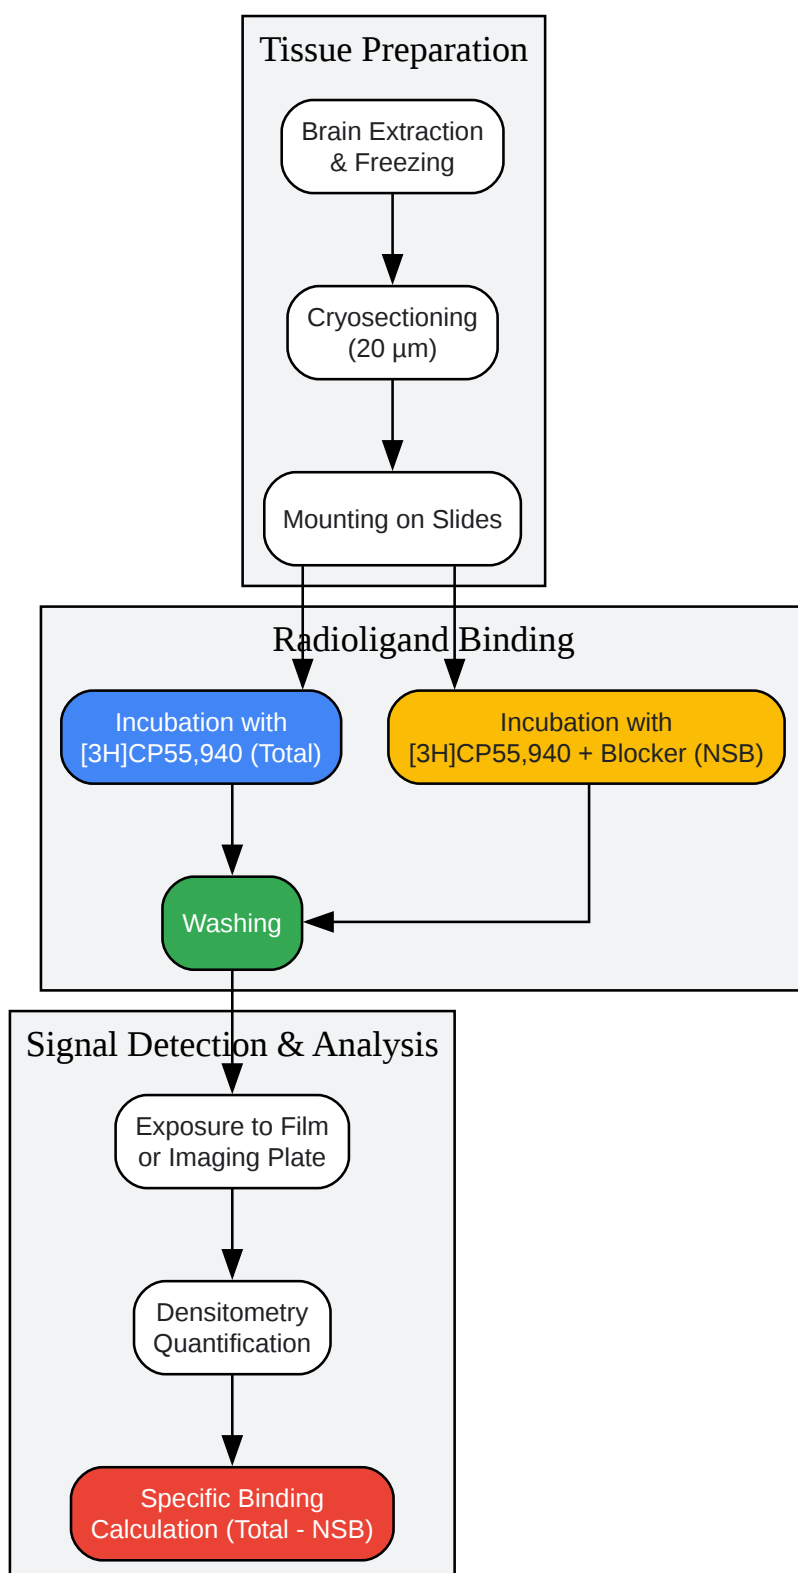 Tissue Preparation
Brain Extraction
& Freezing
Cryosectioning
(20 µm)
Mounting on Slides
Radioligand Binding
Incubation with
[3H]CP55,940 (Total)
Incubation with
[3H]CP55,940 + Blocker (NSB)
Washing
Signal Detection & Analysis
Exposure to Film
or Imaging Plate
Densitometry
Quantification
Specific Binding
Calculation (Total - NSB)